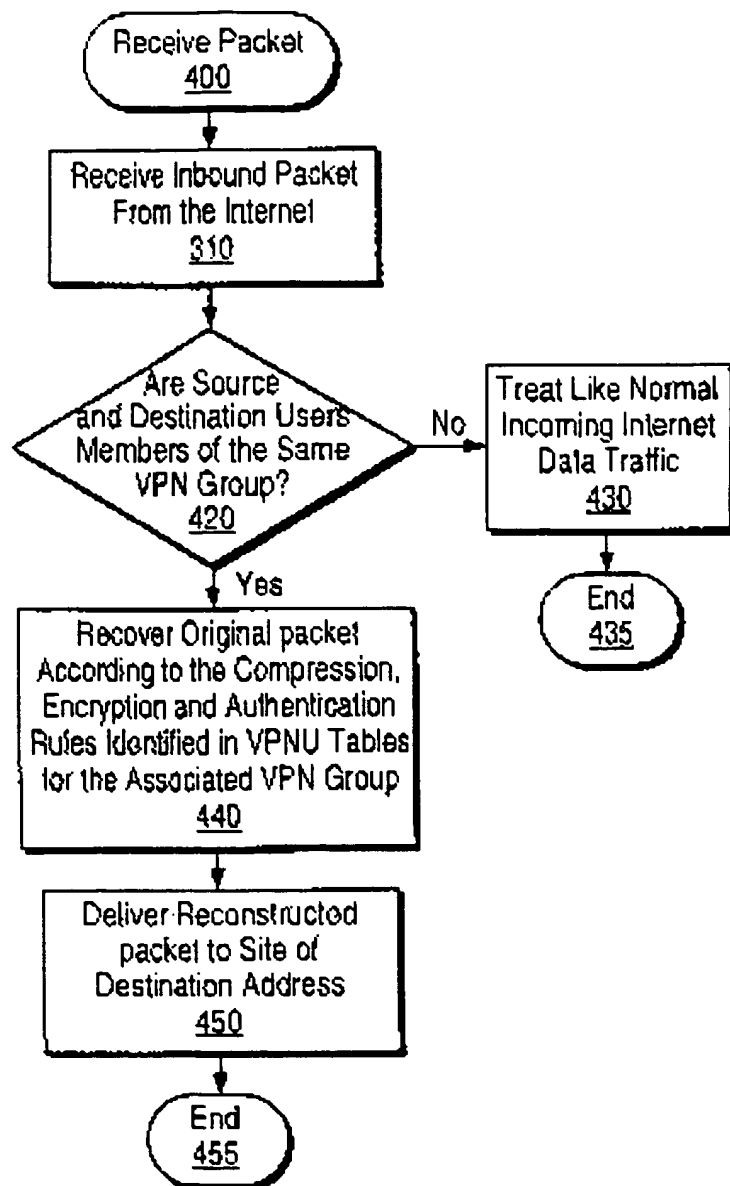 Receive Packet
400
Receive Inbound Packet
From the Internet
310
Are Source
and Destination Users
Members of the Same
VPN Group?
420
No
Treat Like Normal
Incoming Internet
Data Traffic
430
End
435
Yes
Recover Original packet
According to the Compression,
Encryption and Authentication
Rules Identified in VPNU Tables
for the Associated VPN Group
440
Deliver Reconstructed
packet to Site of
Destination Address
450
End
455